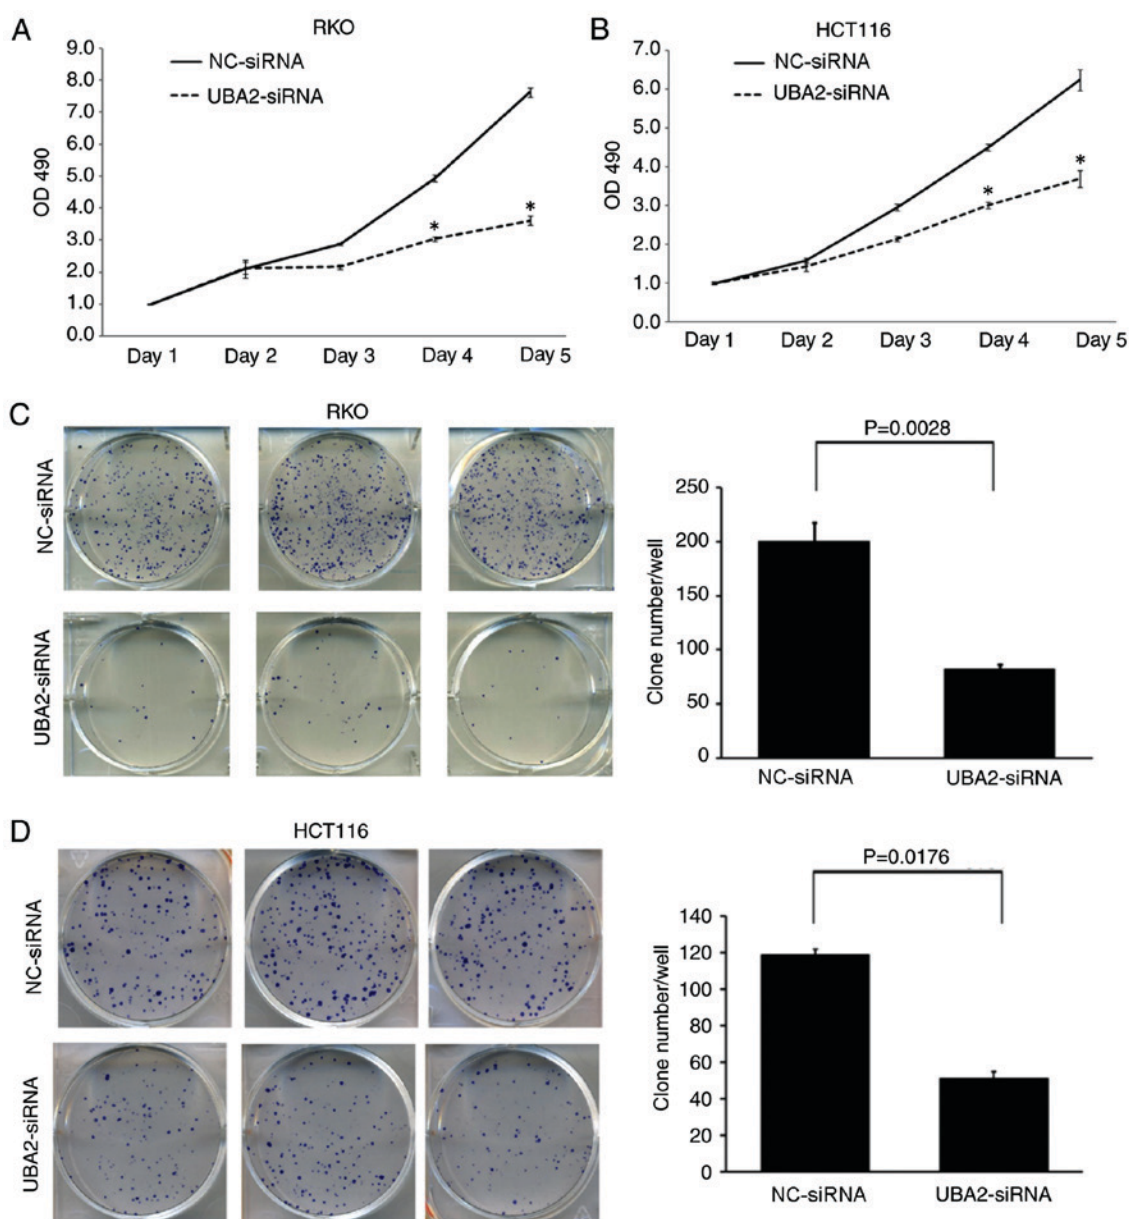 A
RKO
NC-siRNA
UBA2-siRNA
OD 490
9.0
8.0
7.0
6.0
5.0
4.0
3.0
2.0
1.0
0.0
*
*
Day 1 Day 2 Day 3 Day 4 Day 5
B
HCT116
NC-siRNA
UBA2-siRNA
OD 490
7.0
6.0
5.0
4.0
3.0
2.0
1.0
0.0
*
*
Day 1 Day 2 Day 3 Day 4 Day 5
C
RKO
NC-siRNA
UBA2-siRNA
P=0.0028
Clone number/well
250
200
150
100
50
0
NC-siRNA UBA2-siRNA
D
HCT116
NC-siRNA
UBA2-siRNA
P=0.0176
Clone number/well
140
120
100
80
60
40
20
0
NC-siRNA UBA2-siRNA